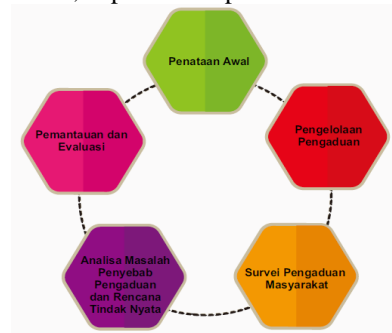 Penataan Awal
Pengelolaan
Pengaduan
Survei Pengaduan
Masyarakat
Analisa Masalah
Penyebab
Pengaduan
dan Rencana
Tindak Nyata
Pemantauan dan
Evaluasi